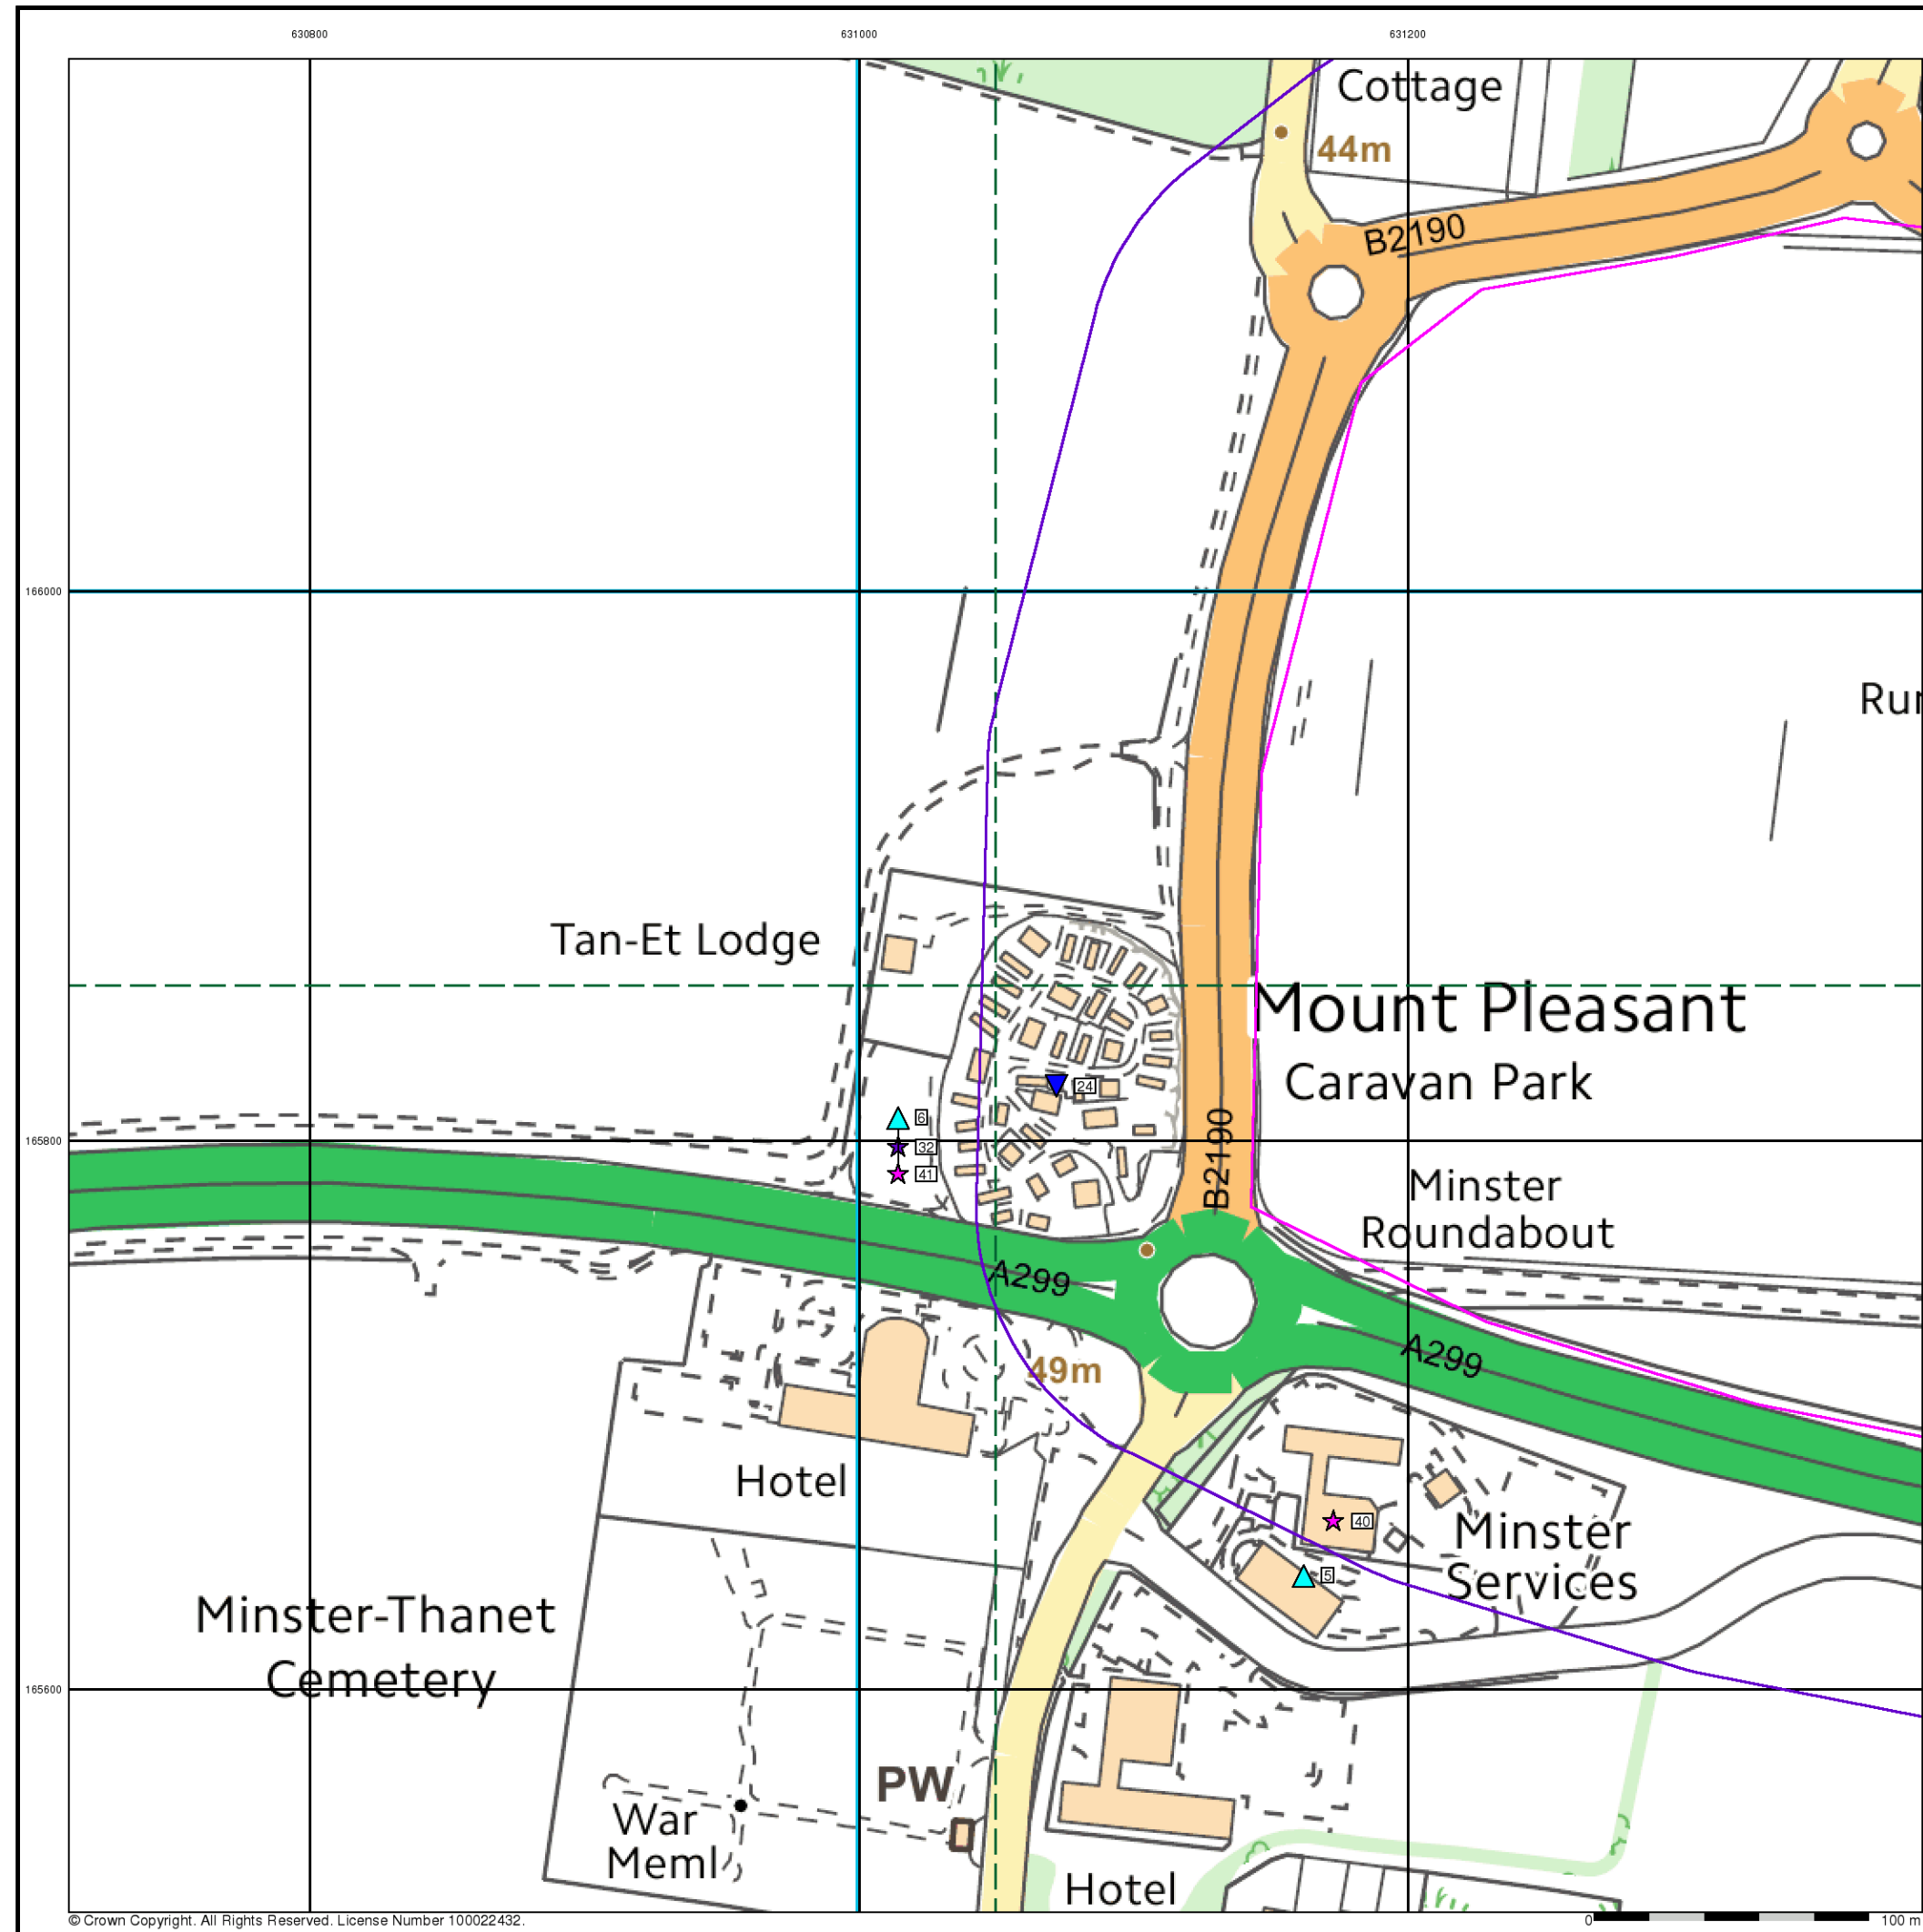 630800
631000
631200
Cottage
44m
B2190
166000
Tan-Et Lodge
Mount Pleasant
Caravan Park
24
6
32
41
165800
B2190
Minster
Roundabout
A299
A299
49m
Hotel
40
Minster
Services
5
Minster-Thanet
Cemetery
165600
PW
War
Meml
Hotel
© Crown Copyright. All Rights Reserved. License Number 100022432.
0
100 m